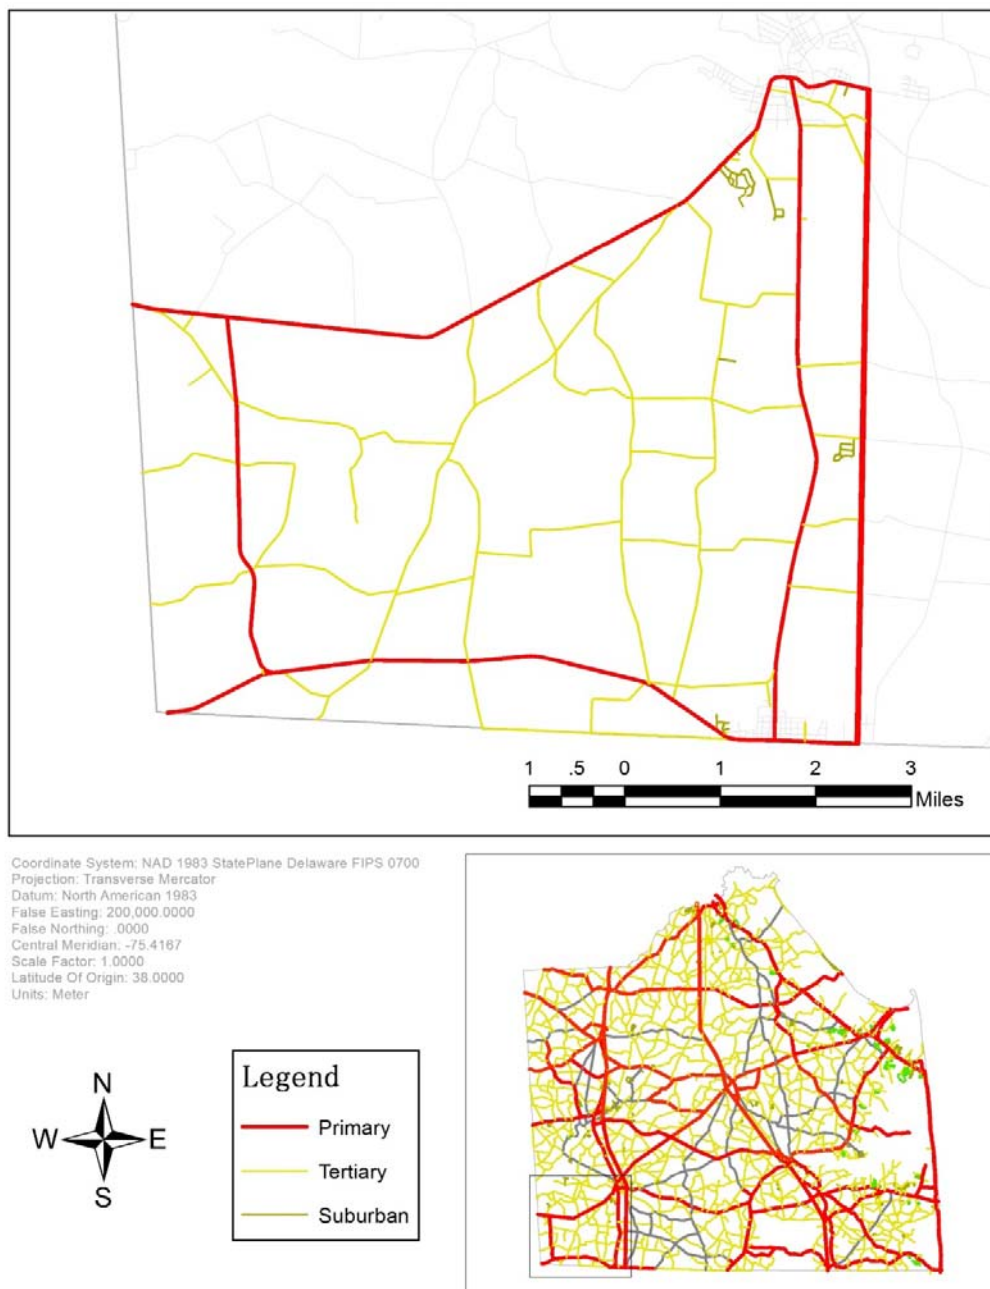 1 .5 0 1 2 3
Miles
Coordinate System: NAD 1983 StatePlane Delaware FIPS 0700
Projection: Transverse Mercator
Datum: North American 1983
False Easting: 200,000.0000
False Northing: .0000
Central Meridian: -75.4167
Scale Factor: 1.0000
Latitude Of Origin: 38.0000
Units: Meter
N
W E
S
Legend
Primary
Tertiary
Suburban